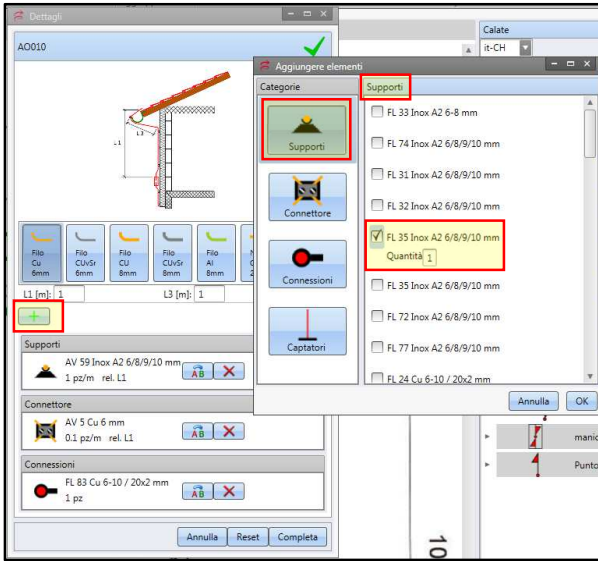 Dettagli
AO010
L3
L1
Filo
Cu
6mm
Filo
CUvSr
6mm
Filo
CU
8mm
Filo
CUvSr
8mm
Filo
Al
8mm
L1 [m]: 1
L3 [m]: 1
Supporti
AV 59 Inox A2 6/8/9/10 mm
1 pz/m rel. L1
AB
Connettore
AV 5 Cu 6 mm
0.1 pz/m rel. L1
AB
Connessioni
FL 83 Cu 6-10 / 20x2 mm
1 pz
AB
Annulla Reset Completa
Calate
it-CH
Aggiungere elementi
Categorie
Supporti
Connettore
Connessioni
Captatori
Supporti
FL 33 Inox A2 6-8 mm
FL 74 Inox A2 6/8/9/10 mm
FL 31 Inox A2 6/8/9/10 mm
FL 32 Inox A2 6/8/9/10 mm
FL 35 Inox A2 6/8/9/10 mm
Quantità 1
FL 35 Inox A2 6/8/9/10 mm
FL 72 Inox A2 6/8/9/10 mm
FL 77 Inox A2 6/8/9/10 mm
FL 24 Cu 6-10 / 20x2 mm
Annulla OK
manic
Punto
10